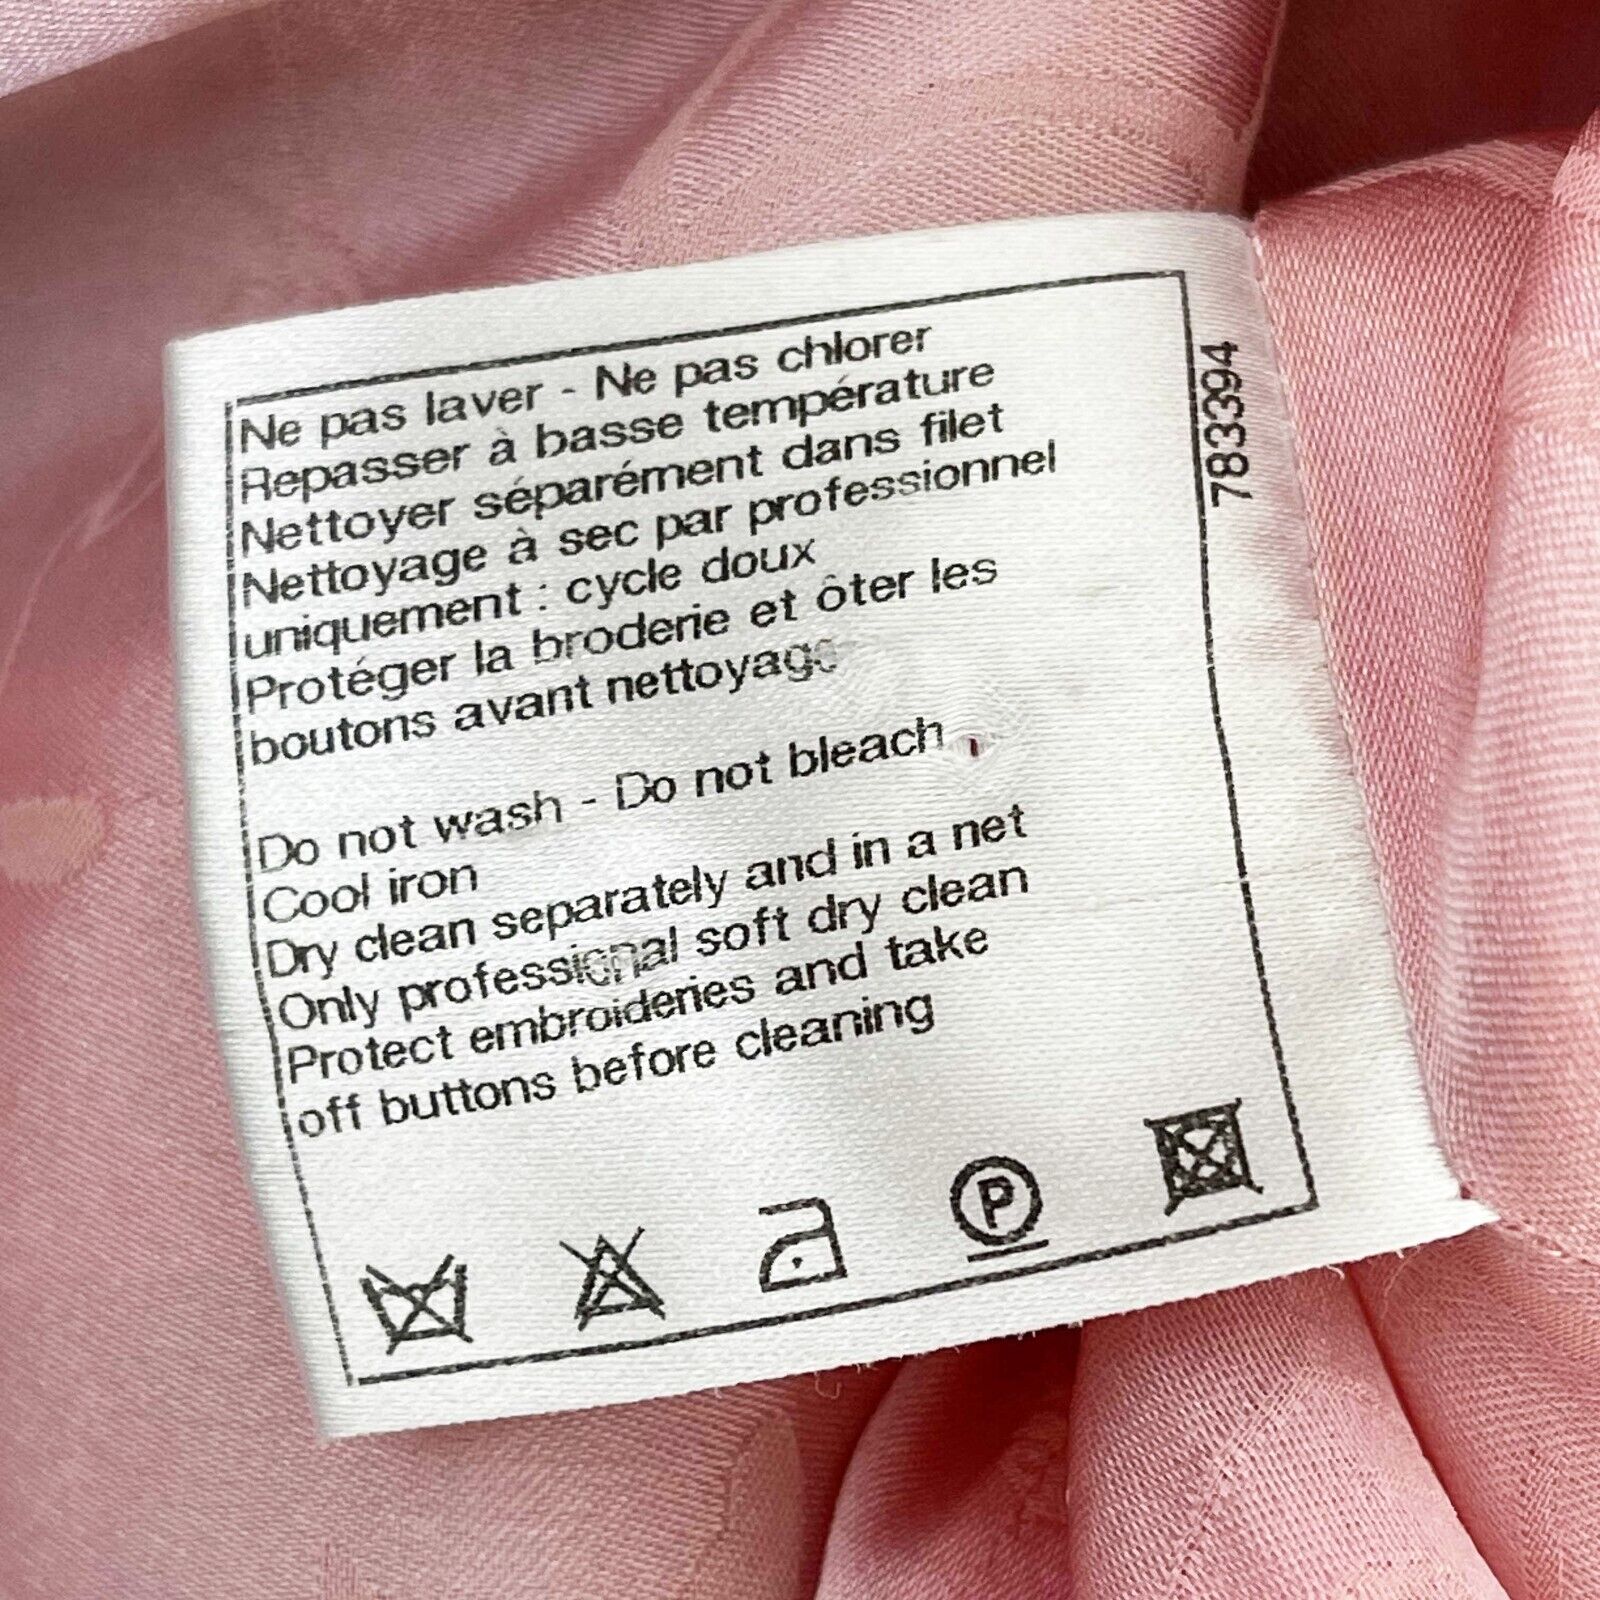 Ne pas laver - Ne pas chlorer
Repasser à basse température
Nettoyer séparément dans filet
Nettoyage à sec par professionnel
uniquement : cycle doux
Protéger la broderie et ôter les
boutons avant nettoyage
Do not wash - Do not bleach
Cool iron
Dry clean separately and in a net
Only professional soft dry clean
Protect embroideries and take
off buttons before cleaning
P
783394